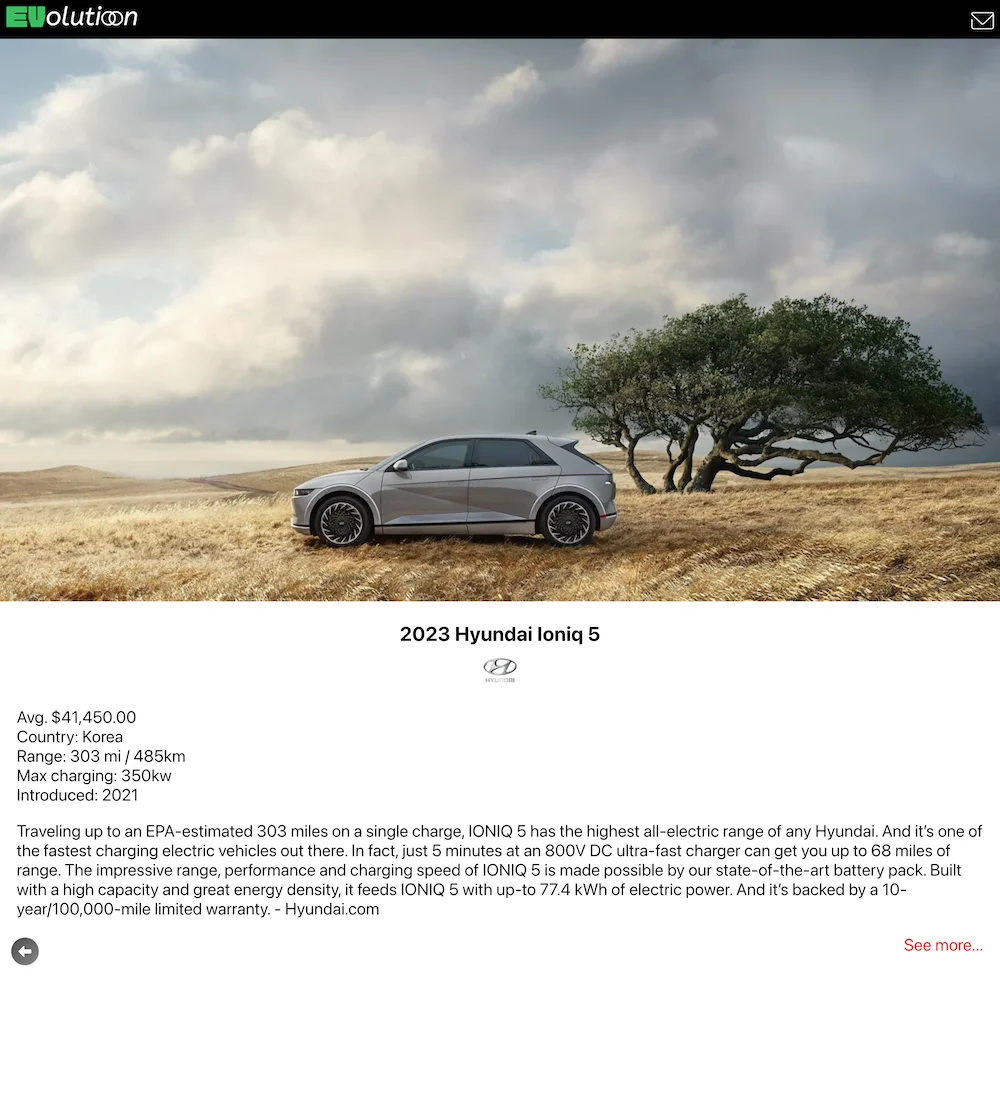 EVolutioon
2023 Hyundai Ioniq 5
HYUNDAI
Avg. $41,450.00
Country: Korea
Range: 303 mi / 485km
Max charging: 350kw
Introduced: 2021
Traveling up to an EPA-estimated 303 miles on a single charge, IONIQ 5 has the highest all-electric range of any Hyundai. And it’s one of
the fastest charging electric vehicles out there. In fact, just 5 minutes at an 800V DC ultra-fast charger can get you up to 68 miles of
range. The impressive range, performance and charging speed of IONIQ 5 is made possible by our state-of-the-art battery pack. Built
with a high capacity and great energy density, it feeds IONIQ 5 with up-to 77.4 kWh of electric power. And it’s backed by a 10-
year/100,000-mile limited warranty. - Hyundai.com
See more...